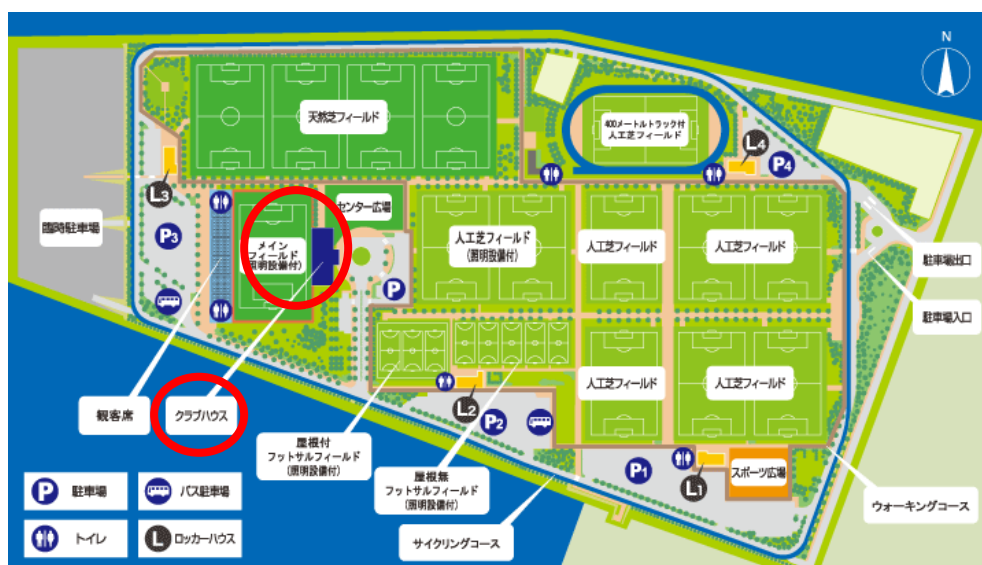 N
天然芝フィールド
400メートルトラック付
人工芝フィールド
L4
P4
L3
臨時駐車場
P3
メイン
フィールド
(照明設備付)
センター広場
人工芝フィールド
(照明設備付)
人工芝フィールド
人工芝フィールド
駐車場出口
P
駐車場入口
人工芝フィールド
人工芝フィールド
観客席
クラブハウス
L2
P2
屋根付
フットサルフィールド
(照明設備付)
屋根無
フットサルフィールド
(照明設備付)
P1
L1
スポーツ広場
ウォーキングコース
サイクリングコース
P 駐車場
バス駐車場
トイレ
L ロッカーハウス